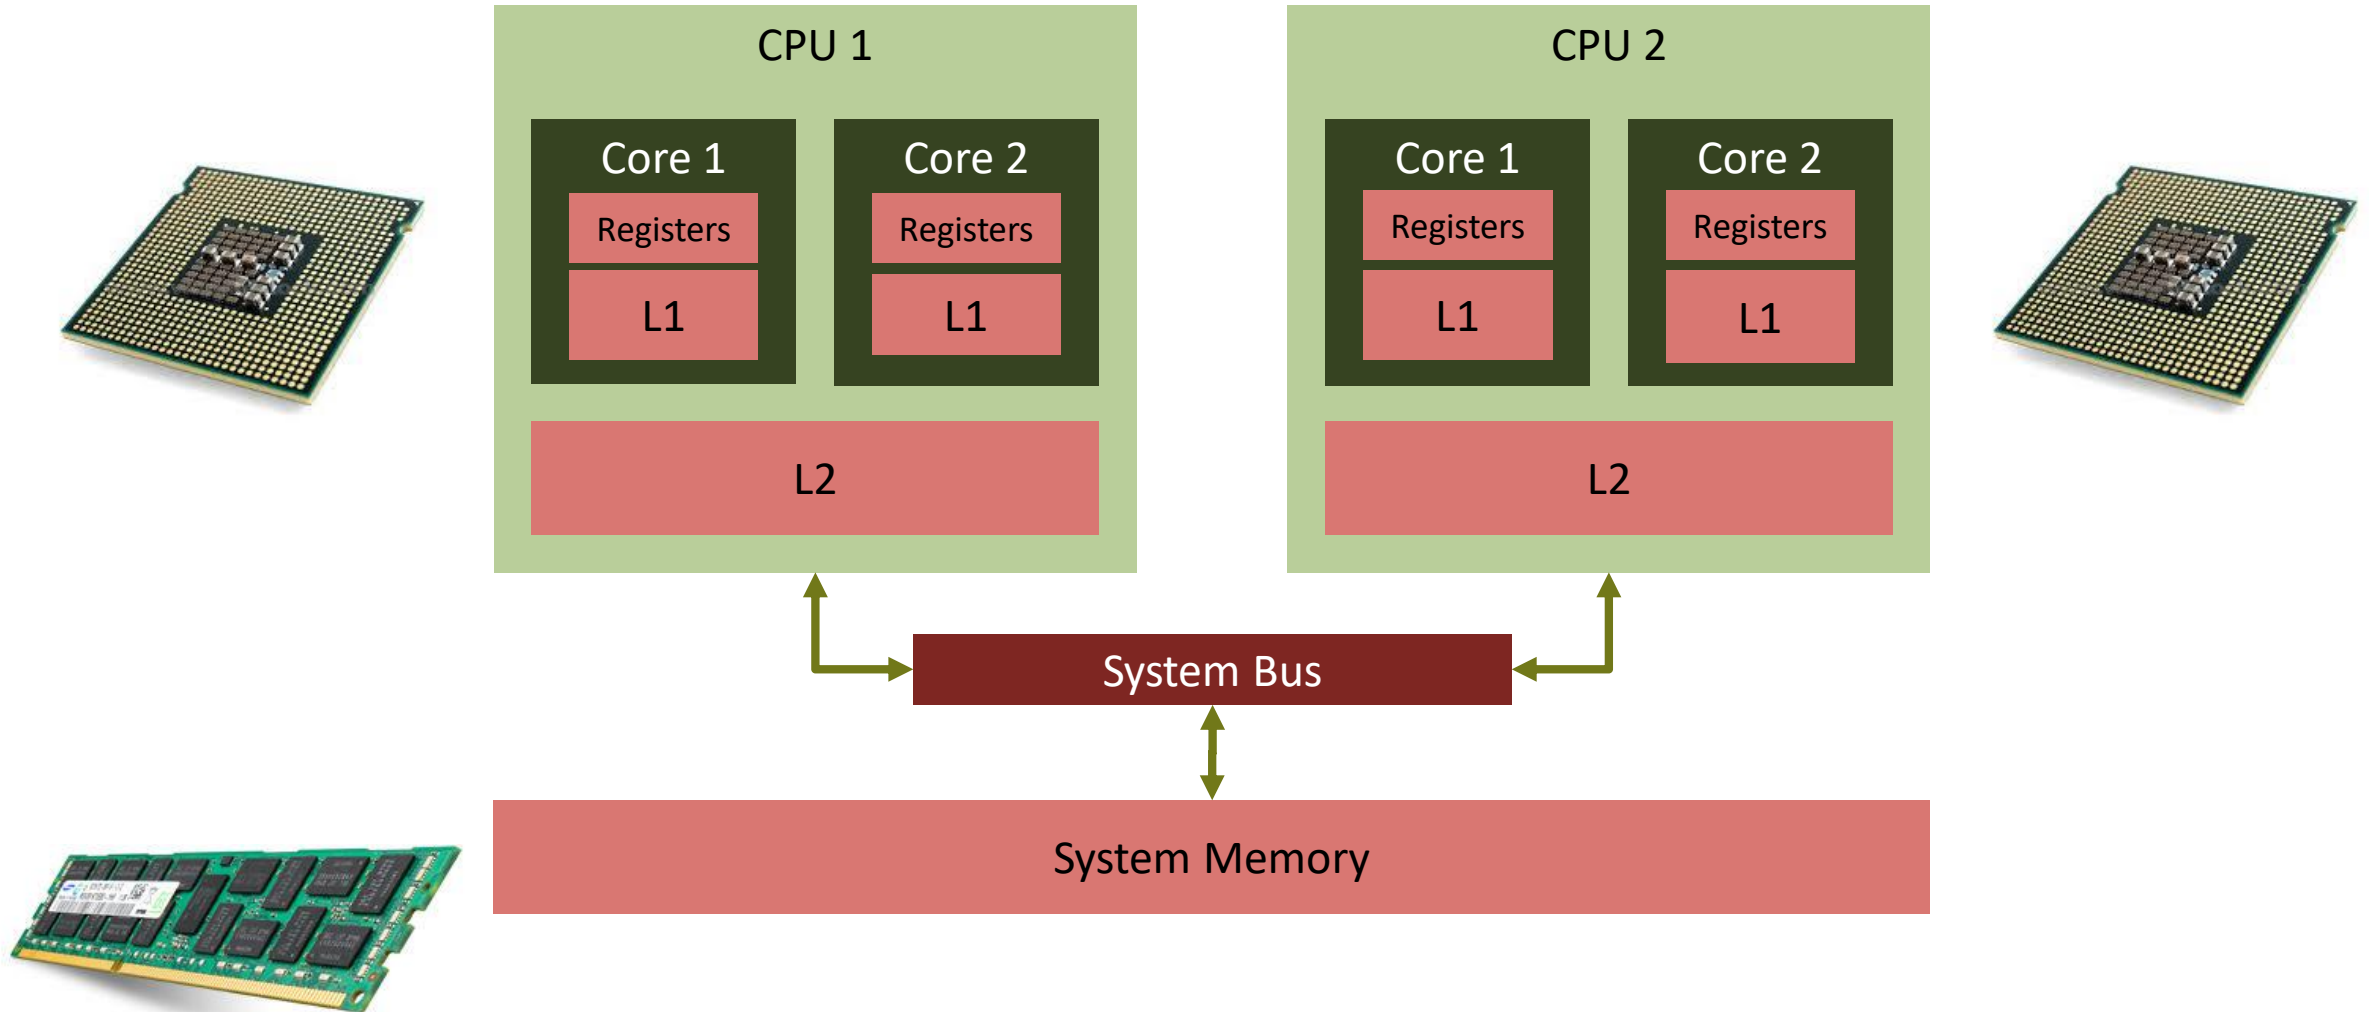 CPU 1
CPU 2
Core 1
Core 2
Core 1
Core 2
Registers
Registers
Registers
Registers
L1
L1
L1
L1
L2
L2
System Bus
System Memory